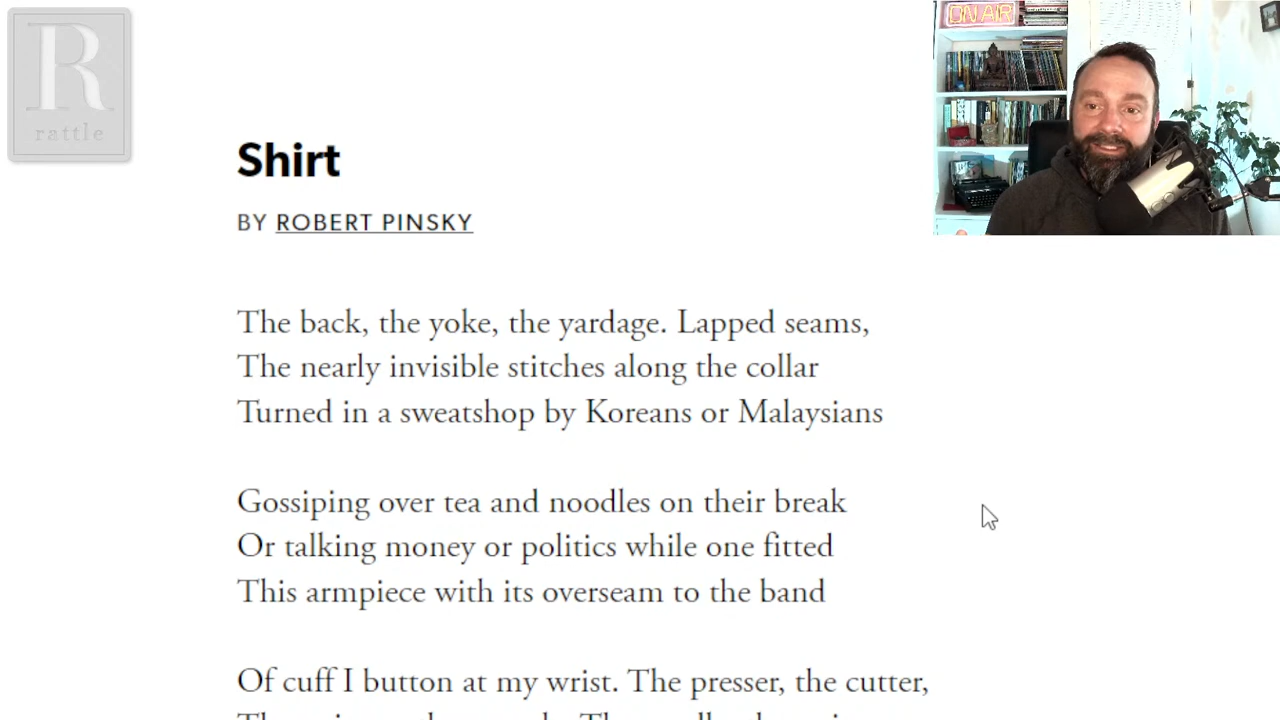 R
rattle
ON AIR
Shirt
BY ROBERT PINSKY
The back, the yoke, the yardage. Lapped seams,
The nearly invisible stitches along the collar
Turned in a sweatshop by Koreans or Malaysians
Gossiping over tea and noodles on their break
Or talking money or politics while one fitted
This armpiece with its overseam to the band
Of cuff I button at my wrist. The presser, the cutter,